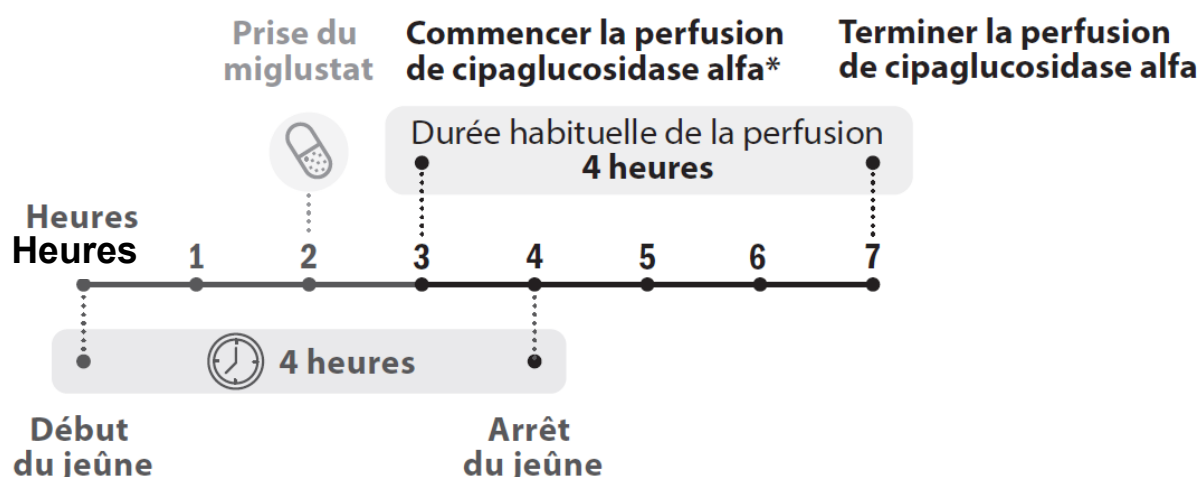 Prise du
miglustat
Commencer la perfusion
de cipaglucosidase alfa*
Terminer la perfusion
de cipaglucosidase alfa
Durée habituelle de la perfusion
4 heures
Heures
Heures
1 2 3 4 5 6 7
4 heures
Début
du jeûne
Arrêt
du jeûne